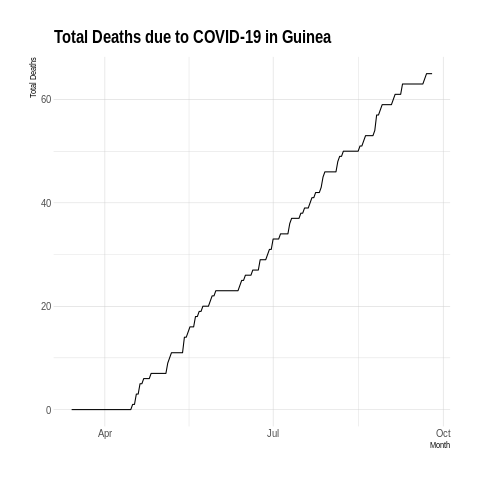 Total Deaths due to COVID-19 in Guinea
Total Deaths
60
40
20
0
Apr
Jul
Oct
Month